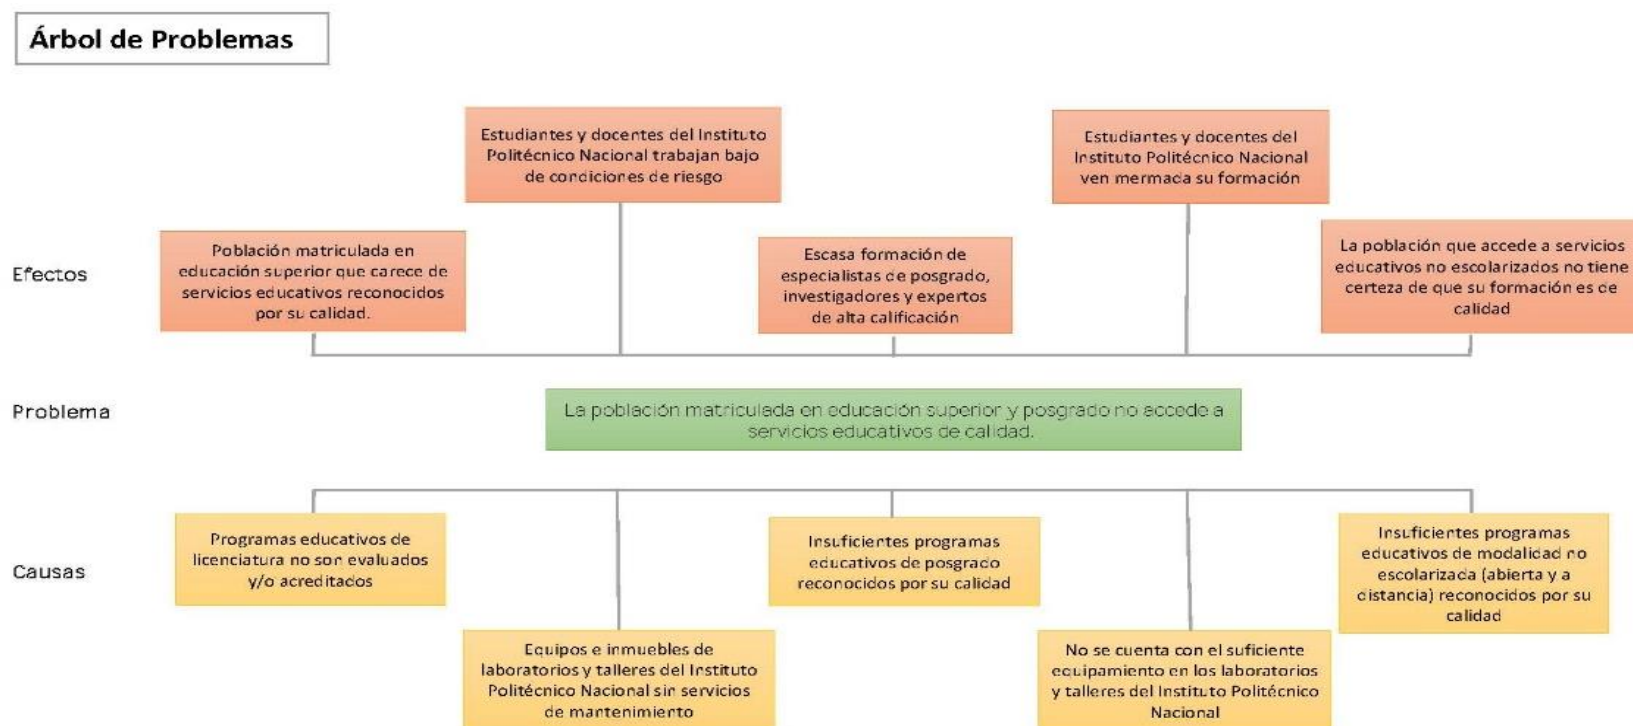 Árbol de Problemas
Estudiantes y docentes del Instituto
Politécnico Nacional trabajan bajo
de condiciones de riesgo
Estudiantes y docentes del
Instituto Politécnico Nacional
ven mermada su formación
Efectos
Población matriculada en
educación superior que carece de
servicios educativos reconocidos
por su calidad.
Escasa formación de
especialistas de posgrado,
investigadores y expertos
de alta calificación
La población que accede a servicios
educativos no escolarizados no tiene
certeza de que su formación es de
calidad
Problema
La población matriculada en educación superior y posgrado no accede a
servicios educativos de calidad.
Causas
Programas educativos de
licenciatura no son evaluados
y/o acreditados
Insuficientes programas
educativos de posgrado
reconocidos por su calidad
Insuficientes programas
educativos de modalidad no
escolarizada (abierta y a
distancia) reconocidos por su
calidad
Equipos e inmuebles de
laboratorios y talleres del Instituto
Politécnico Nacional sin servicios
de mantenimiento
No se cuenta con el suficiente
equipamiento en los laboratorios
y talleres del Instituto Politécnico
Nacional